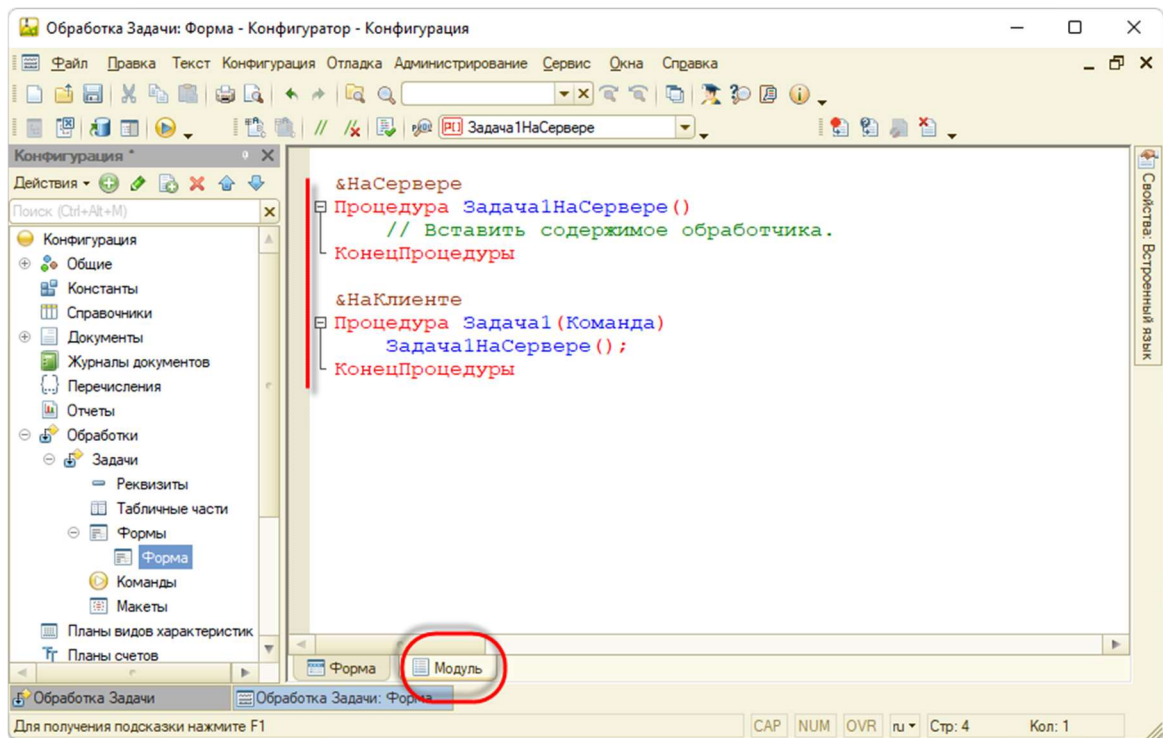 Обработка Задачи: Форма - Конфигуратор - Конфигурация
Файл Правка Текст Конфигурация Отладка Администрирование Сервис Окна Справка
Задача1НаСервере
Конфигурация *
Действия
Поиск (Ctrl+Alt+M)
Конфигурация
Общие
Константы
Справочники
Документы
Журналы документов
Перечисления
Отчеты
Обработки
Задачи
Реквизиты
Табличные части
Формы
Форма
Команды
Макеты
Планы видов характеристик
Планы счетов
&НаСервере
Процедура Задача1НаСервере()
// Вставить содержимое обработчика.
КонецПроцедуры
&НаКлиенте
Процедура Задача1(Команда)
Задача1НаСервере();
КонецПроцедуры
Свойства: Встроенный язык
Форма Модуль
Обработка Задачи Обработка Задачи: Форма
Для получения подсказки нажмите F1 CAP NUM OVR ru Стр: 4 Кол: 1